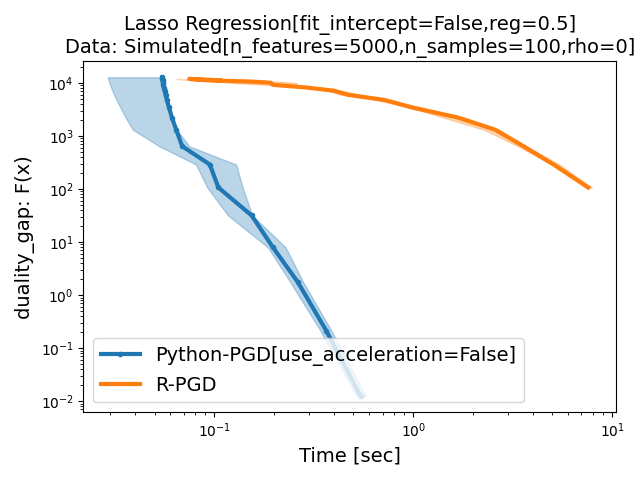 Lasso Regression[fit_intercept=False,reg=0.5]
Data: Simulated[n_features=5000,n_samples=100,rho=0]
duality_gap: F(x)
10⁴
10³
10²
10¹
10⁰
10⁻¹
10⁻²
Python-PGD[use_acceleration=False]
R-PGD
10⁻¹
10⁰
10¹
Time [sec]